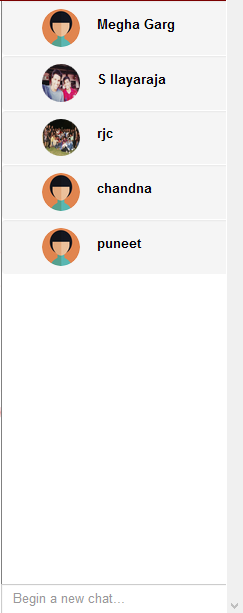 Megha Garg
S Ilayaraja
rjc
chandna
puneet
Begin a new chat...